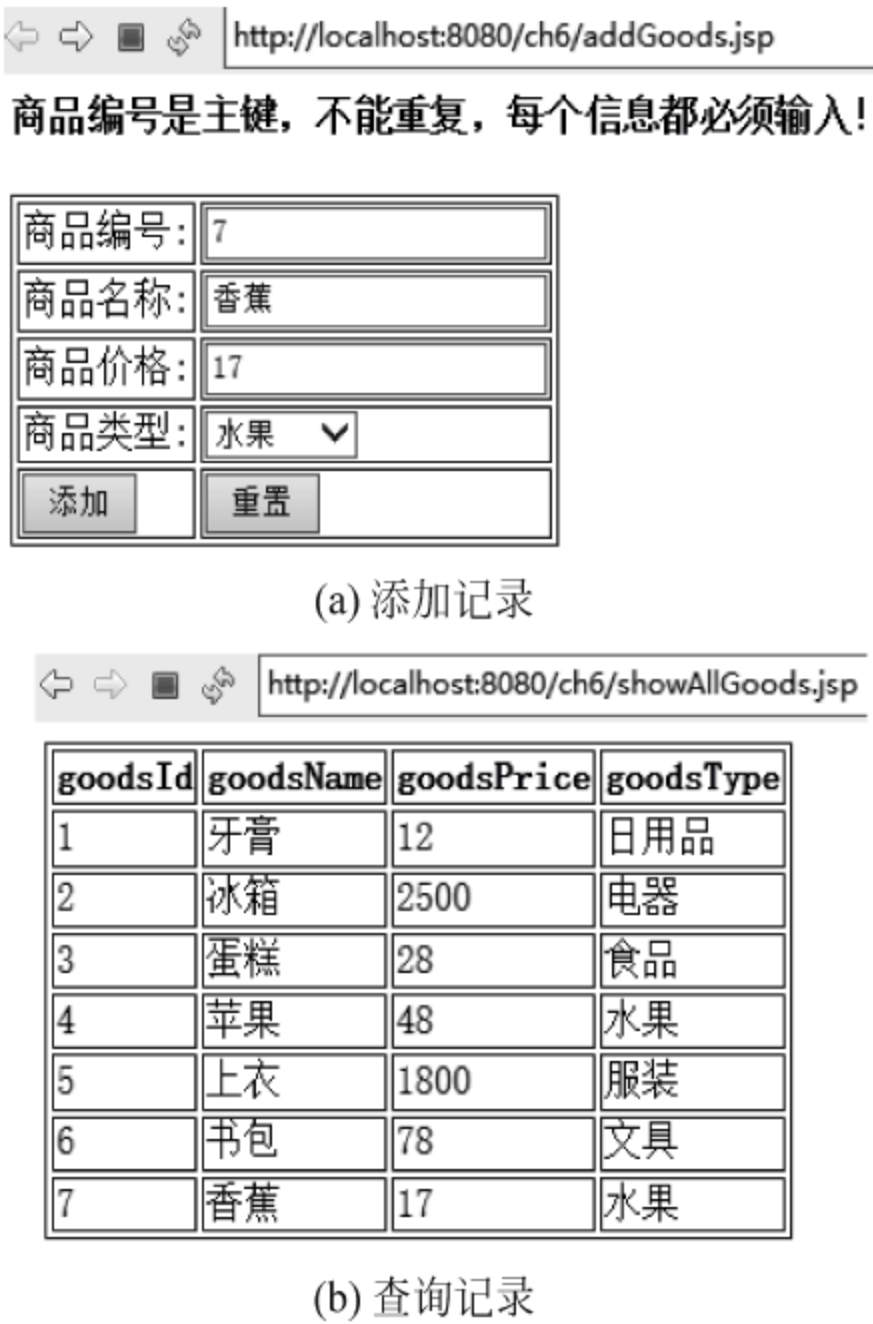 http://localhost:8080/ch6/addGoods.jsp
商品编号是主键，不能重复，每个信息都必须输入!
商品编号: 7
商品名称: 香蕉
商品价格: 17
商品类型: 水果
添加 重置
(a) 添加记录
http://localhost:8080/ch6/showAllGoods.jsp
goodsId goodsName goodsPrice goodsType
1 牙膏 12 日用品
2 冰箱 2500 电器
3 蛋糕 28 食品
4 苹果 48 水果
5 上衣 1800 服装
6 书包 78 文具
7 香蕉 17 水果
(b) 查询记录